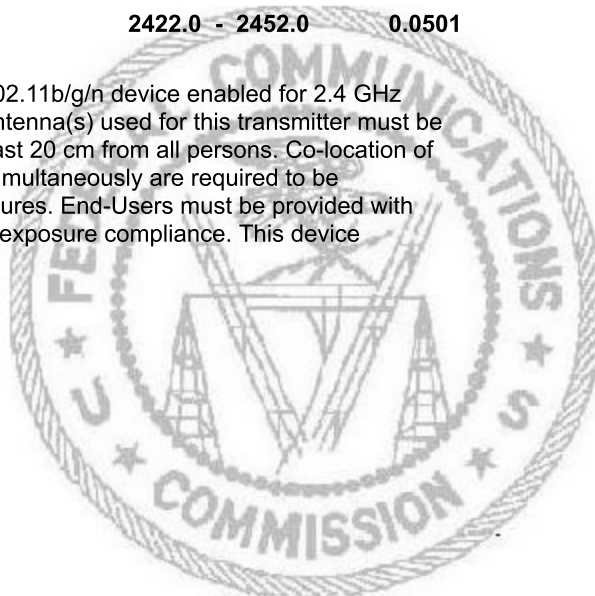 2422.0 - 2452.0 0.0501
02.11b/g/n device enabled for 2.4 GHz
ntenna(s) used for this transmitter must be
ast 20 cm from all persons. Co-location of
multaneously are required to be
ures. End-Users must be provided with
exposure compliance. This device
FEDERAL COMMUNICATIONS
U S
COMMISSION